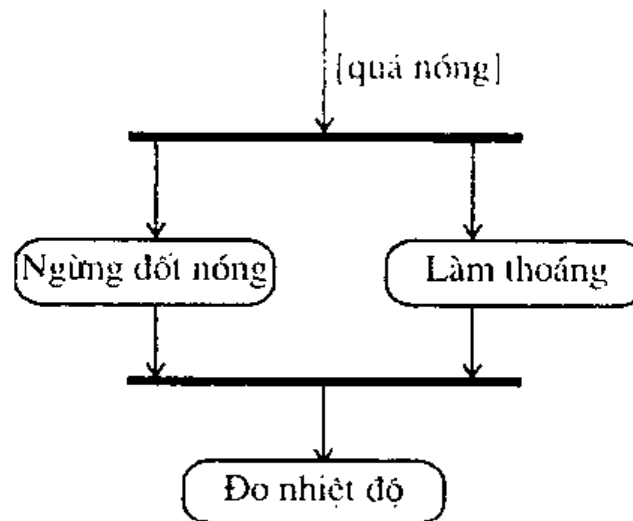 [quá nóng]
Ngừng đốt nóng
Làm thoáng
Đo nhiệt độ